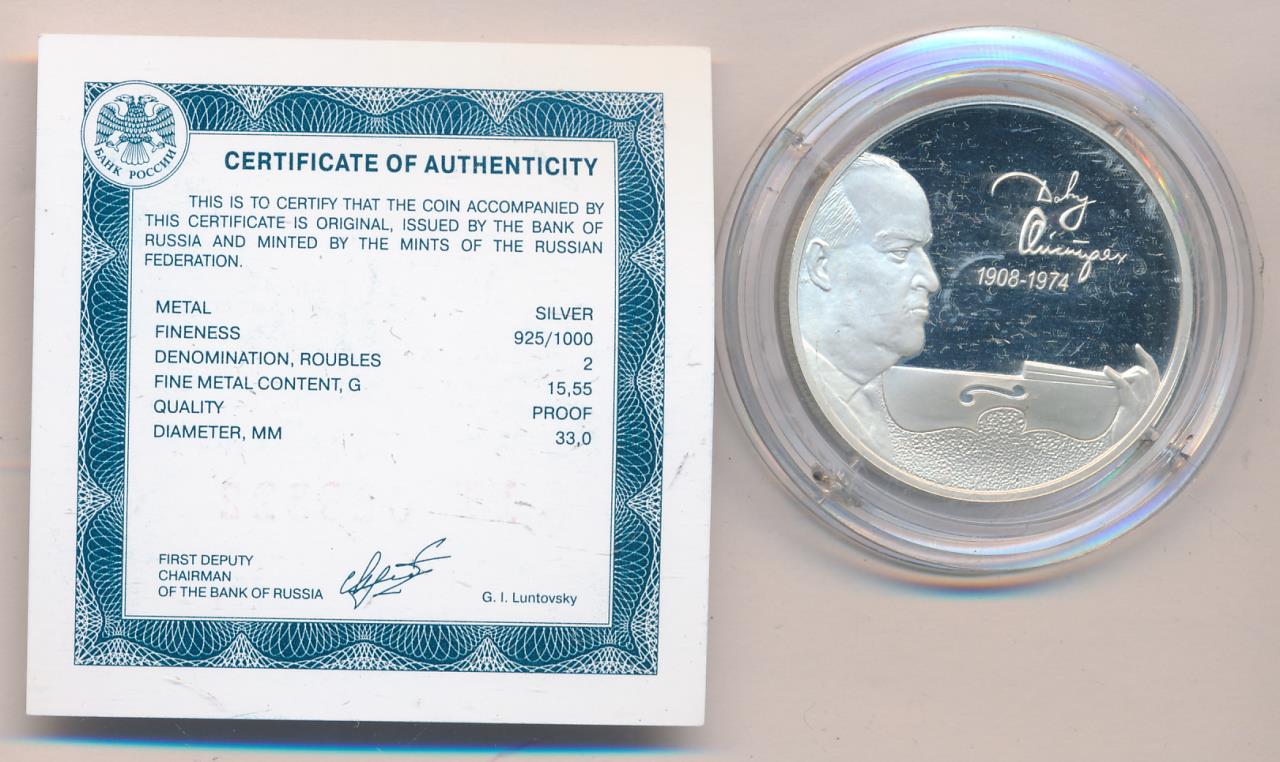 БАНК РОССИИ
CERTIFICATE OF AUTHENTICITY
THIS IS TO CERTIFY THAT THE COIN ACCOMPANIED BY
THIS CERTIFICATE IS ORIGINAL, ISSUED BY THE BANK OF
RUSSIA AND MINTED BY THE MINTS OF THE RUSSIAN
FEDERATION.
METAL SILVER
FINENESS 925/1000
DENOMINATION, ROUBLES 2
FINE METAL CONTENT, G 15,55
QUALITY PROOF
DIAMETER, MM 33,0
FIRST DEPUTY
CHAIRMAN
OF THE BANK OF RUSSIA
G. I. Luntovsky
1908-1974